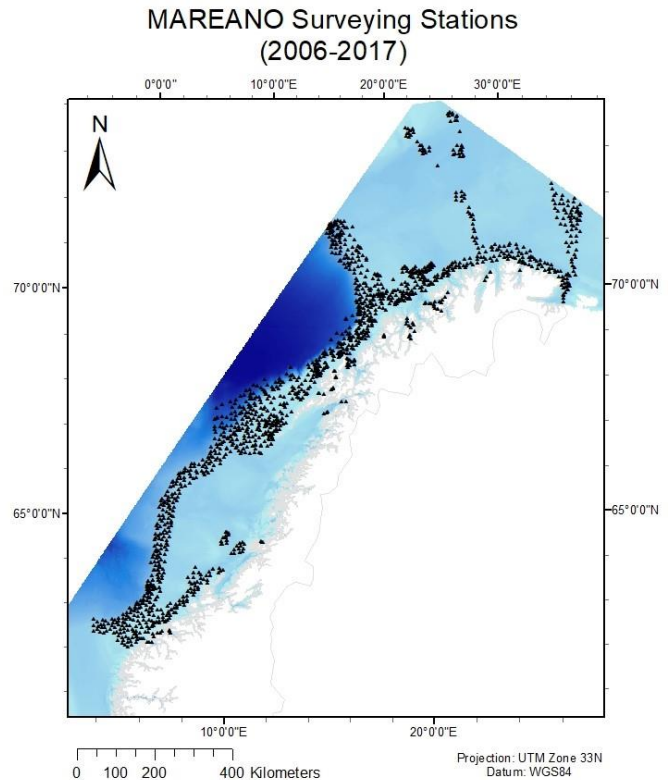 MAREANO Surveying Stations
(2006-2017)
0°0'0" 10°0'0"E 20°0'0"E 30°0'0"E
N
70°0'0"N 70°0'0"N
65°0'0"N 65°0'0"N
10°0'0"E 20°0'0"E
0 100 200 400 Kilometers
Projection: UTM Zone 33N
Datum: WGS84